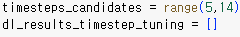 timesteps_candidates = range(5,14)
dl_results_timestep_tuning = []